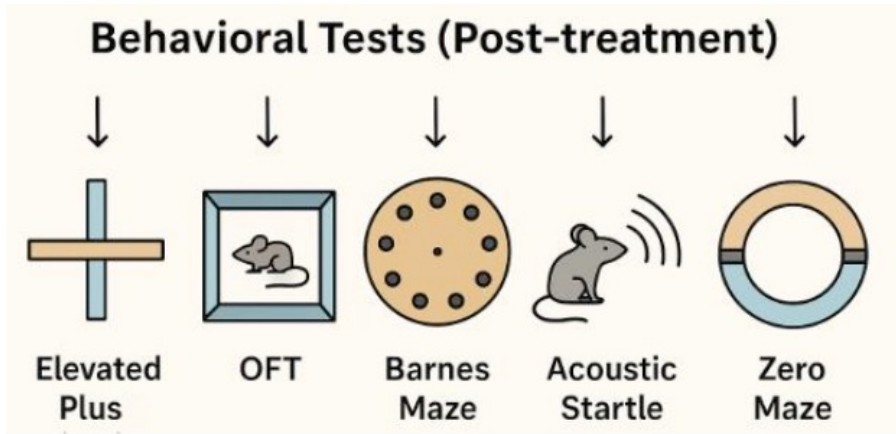 Behavioral Tests (Post-treatment)
Elevated
Plus
OFT
Barnes
Maze
Acoustic
Startle
Zero
Maze